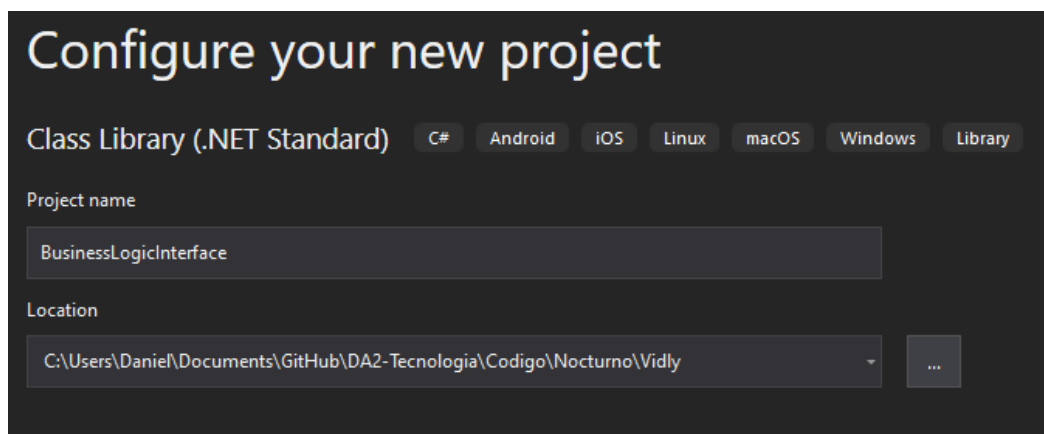 Configure your new project
Class Library (.NET Standard) C# Android iOS Linux macOS Windows Library
Project name
BusinessLogicInterface
Location
C:\Users\Daniel\Documents\GitHub\DA2-Tecnologia\Codigo\Nocturno\Vidly ...